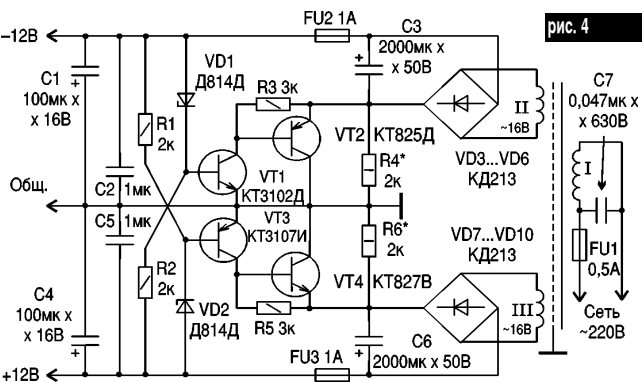 рис. 4
FU2 1A
–12В
C3
2000мк х
х 50В
C1
100мк х
х 16В
VD1
Д814Д
R3 3к
II
~16В
C7
0,047мк х
х 630В
R1
2к
VT2
КТ825Д
VD3...VD6
КД213
R4*
2к
I
C2
1мк
VT1
КТ3102Д
Общ.
C5
1мк
VT3
КТ3107И
R6*
2к
VD7...VD10
КД213
FU1
0,5А
R2
2к
VT4
КТ827В
III
~16В
Сеть
~220В
C4
100мк х
х 16В
VD2
Д814Д
R5 3к
C6
2000мк х 50В
FU3 1A
+12В
+
+
+
+